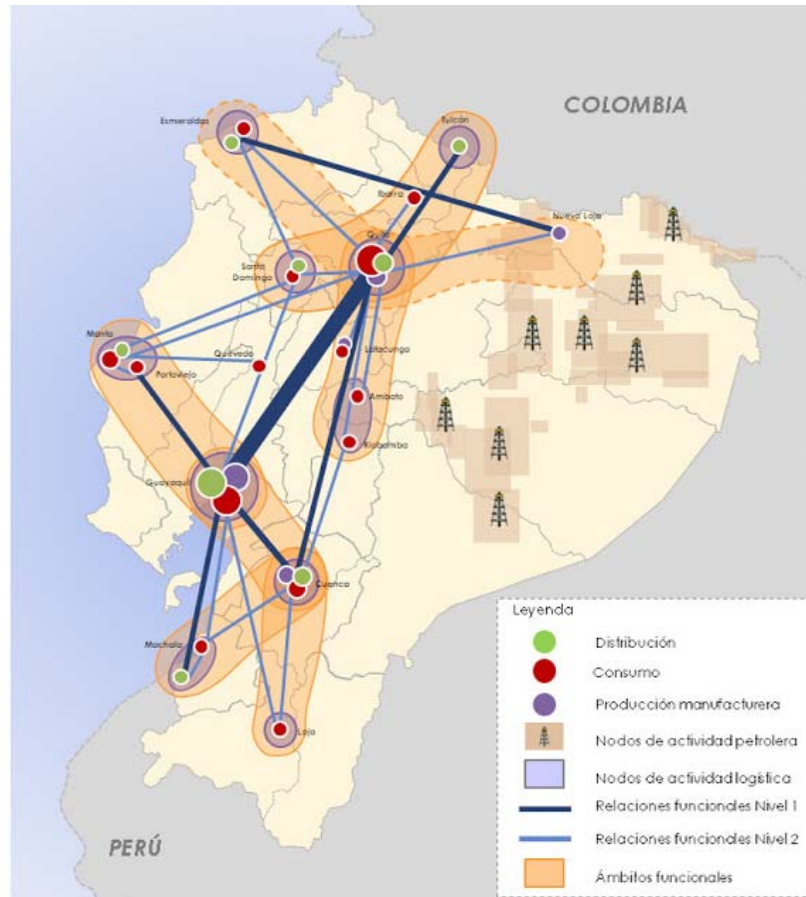 COLOMBIA
Esmeraldas
Tulcán
Ibarra
Nueva Loja
Quito
Santo
Domingo
Manta
Portoviejo
Quevedo
Latacunga
Ambato
Riobamba
Guayaquil
Cuenca
Machala
Loja
PERÚ
Leyenda
Distribución
Consumo
Producción manufacturera
Nodos de actividad petrolera
Nodos de actividad logística
Relaciones funcionales Nivel 1
Relaciones funcionales Nivel 2
Ámbitos funcionales